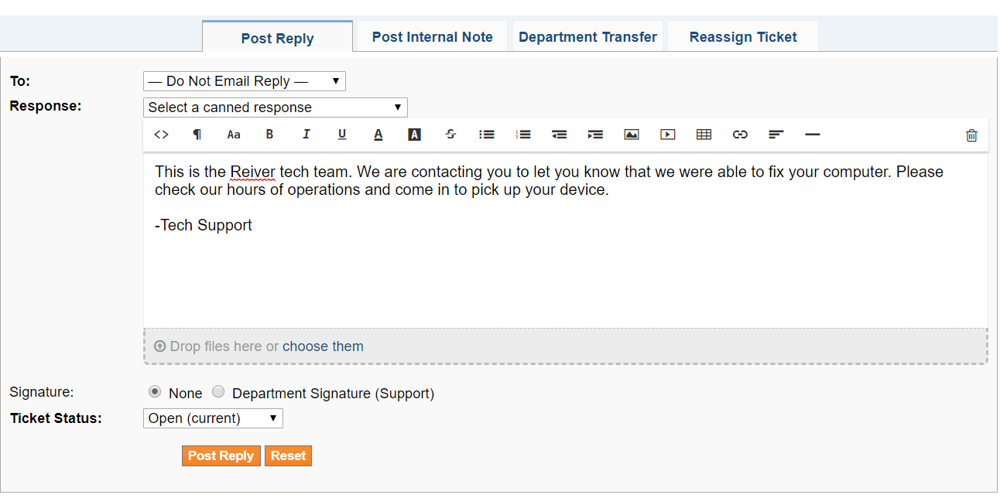 Post Reply Post Internal Note Department Transfer Reassign Ticket
To: — Do Not Email Reply —
Response: Select a canned response
<> ¶ Aa B I U A A S
This is the Reiver tech team. We are contacting you to let you know that we were able to fix your computer. Please
check our hours of operations and come in to pick up your device.
-Tech Support
Drop files here or choose them
Signature: None Department Signature (Support)
Ticket Status: Open (current)
Post Reply Reset